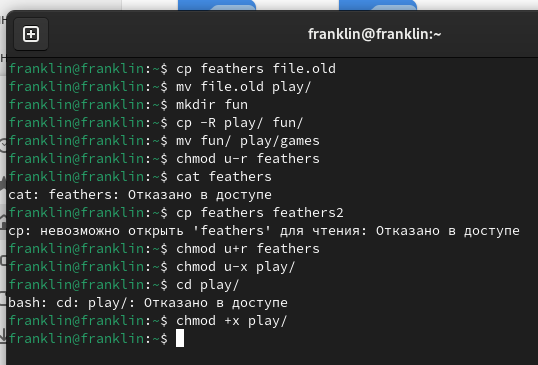 franklin@franklin:~
franklin@franklin:~$ cp feathers file.old
franklin@franklin:~$ mv file.old play/
franklin@franklin:~$ mkdir fun
franklin@franklin:~$ cp -R play/ fun/
franklin@franklin:~$ mv fun/ play/games
franklin@franklin:~$ chmod u-r feathers
franklin@franklin:~$ cat feathers
cat: feathers: Отказано в доступе
franklin@franklin:~$ cp feathers feathers2
cp: невозможно открыть 'feathers' для чтения: Отказано в доступе
franklin@franklin:~$ chmod u+r feathers
franklin@franklin:~$ chmod u-x play/
franklin@franklin:~$ cd play/
bash: cd: play/: Отказано в доступе
franklin@franklin:~$ chmod +x play/
franklin@franklin:~$